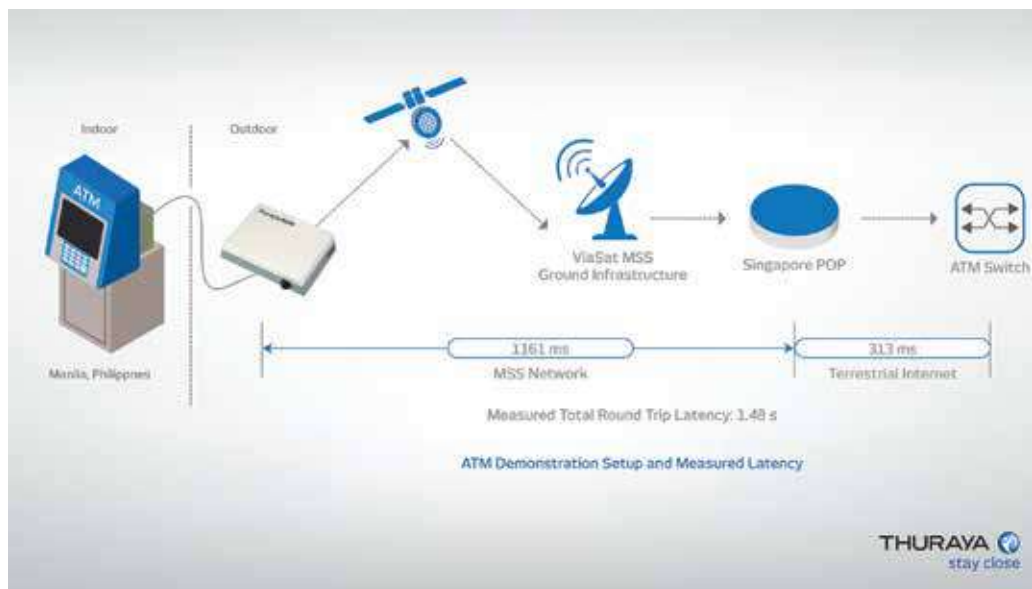 Indoor
Outdoor
ATM
ViaSat MSS
Ground Infrastructure
Singapore POP
ATM Switch
1161 ms
313 ms
MSS Network
Terrestrial Internet
Manila, Philippnes
Measured Total Round Trip Latency: 1.48 s
ATM Demonstration Setup and Measured Latency
THURAYA
stay close